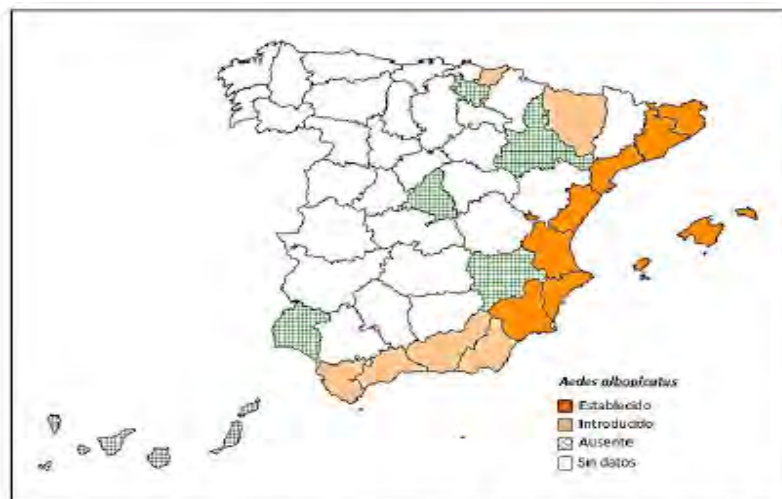 Aedes albopictus
Establecido
Introducido
Ausente
Sin datos